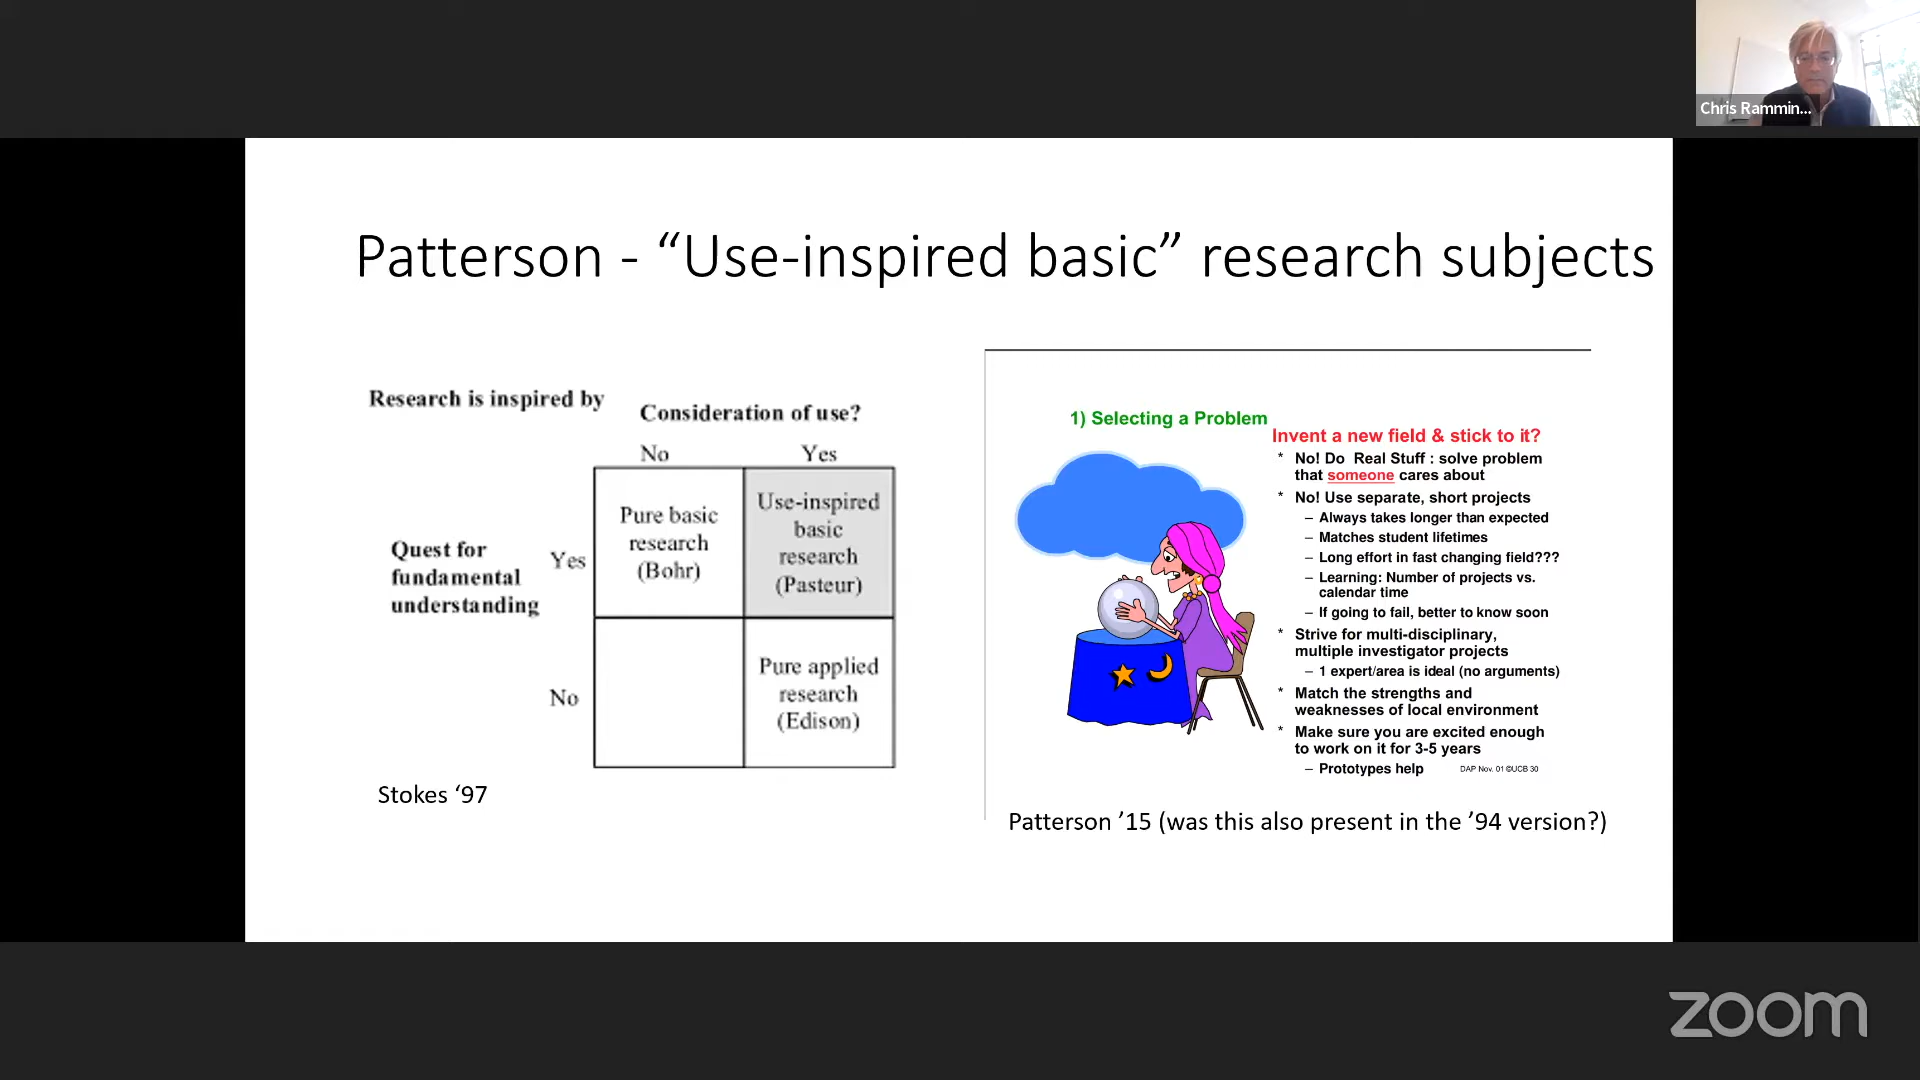 Chris Rammin...
Patterson - “Use-inspired basic” research subjects
Research is inspired by
Consideration of use?
No
Yes
Quest for
fundamental
understanding
Yes
Pure basic
research
(Bohr)
Use-inspired
basic
research
(Pasteur)
No
Pure applied
research
(Edison)
Stokes ‘97
1) Selecting a Problem
Invent a new field & stick to it?
* No! Do Real Stuff : solve problem
that someone cares about
* No! Use separate, short projects
– Always takes longer than expected
– Matches student lifetimes
– Long effort in fast changing field???
– Learning: Number of projects vs.
calendar time
– If going to fail, better to know soon
* Strive for multi-disciplinary,
multiple investigator projects
– 1 expert/area is ideal (no arguments)
* Match the strengths and
weaknesses of local environment
* Make sure you are excited enough
to work on it for 3-5 years
– Prototypes help
DAP Nov. 01 ©UCB 30
Patterson ’15 (was this also present in the ’94 version?)
zoom